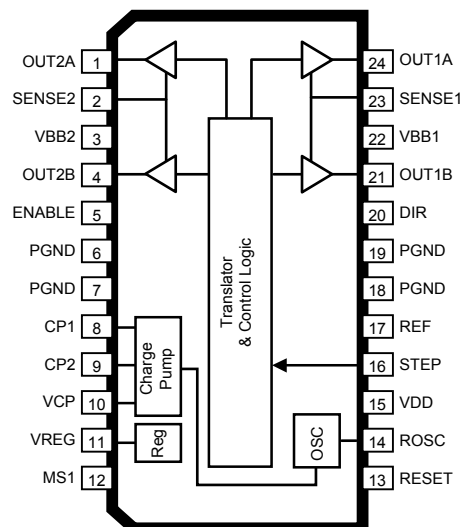 OUT2A 1
SENSE2 2
VBB2 3
OUT2B 4
ENABLE 5
PGND 6
PGND 7
CP1 8
CP2 9
VCP 10
VREG 11
MS1 12
Translator
& Control Logic
Charge
Pump
Reg
OSC
24 OUT1A
23 SENSE1
22 VBB1
21 OUT1B
20 DIR
19 PGND
18 PGND
17 REF
16 STEP
15 VDD
14 ROSC
13 RESET